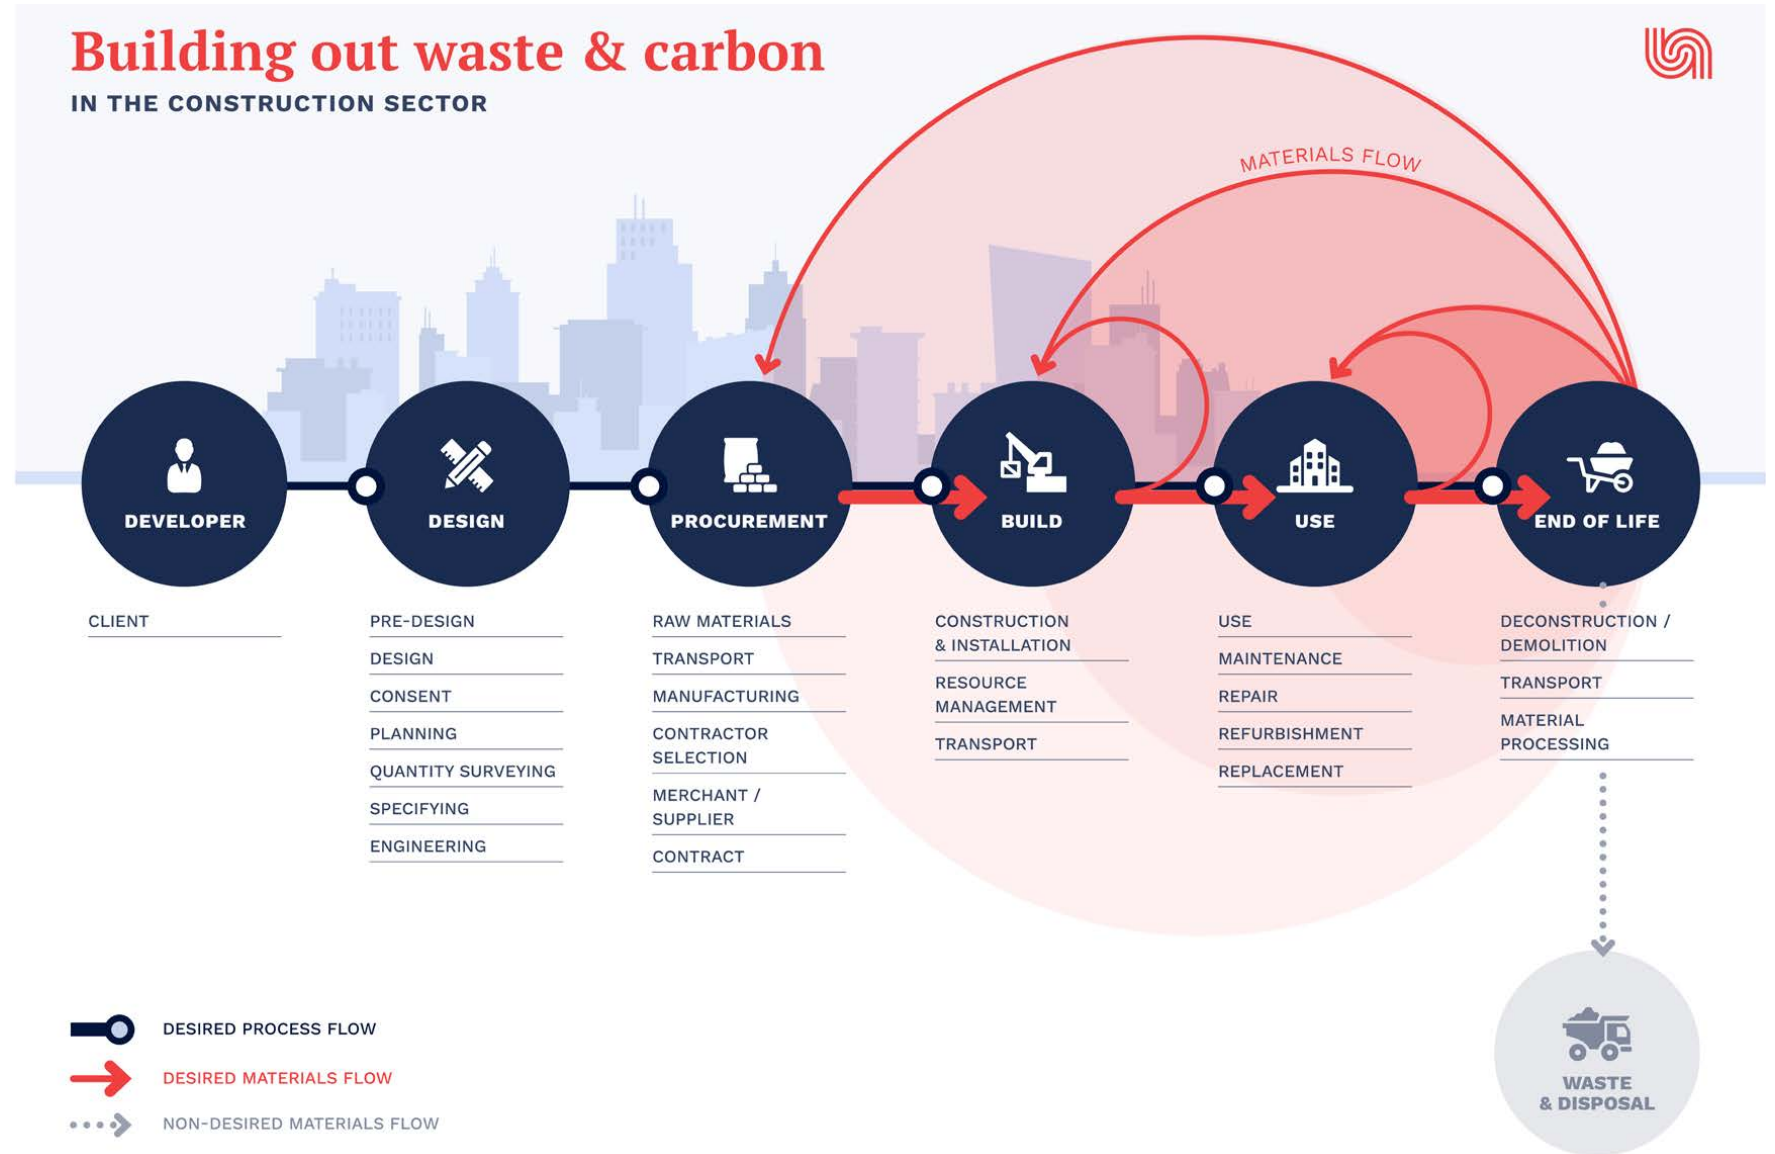 Building out waste & carbon
IN THE CONSTRUCTION SECTOR
MATERIALS FLOW
DEVELOPER
DESIGN
PROCUREMENT
BUILD
USE
END OF LIFE
CLIENT
PRE-DESIGN
DESIGN
CONSENT
PLANNING
QUANTITY SURVEYING
SPECIFYING
ENGINEERING
RAW MATERIALS
TRANSPORT
MANUFACTURING
CONTRACTOR
SELECTION
MERCHANT /
SUPPLIER
CONTRACT
CONSTRUCTION
& INSTALLATION
RESOURCE
MANAGEMENT
TRANSPORT
USE
MAINTENANCE
REPAIR
REFURBISHMENT
REPLACEMENT
DECONSTRUCTION /
DEMOLITION
TRANSPORT
MATERIAL
PROCESSING
WASTE
& DISPOSAL
DESIRED PROCESS FLOW
DESIRED MATERIALS FLOW
NON-DESIRED MATERIALS FLOW